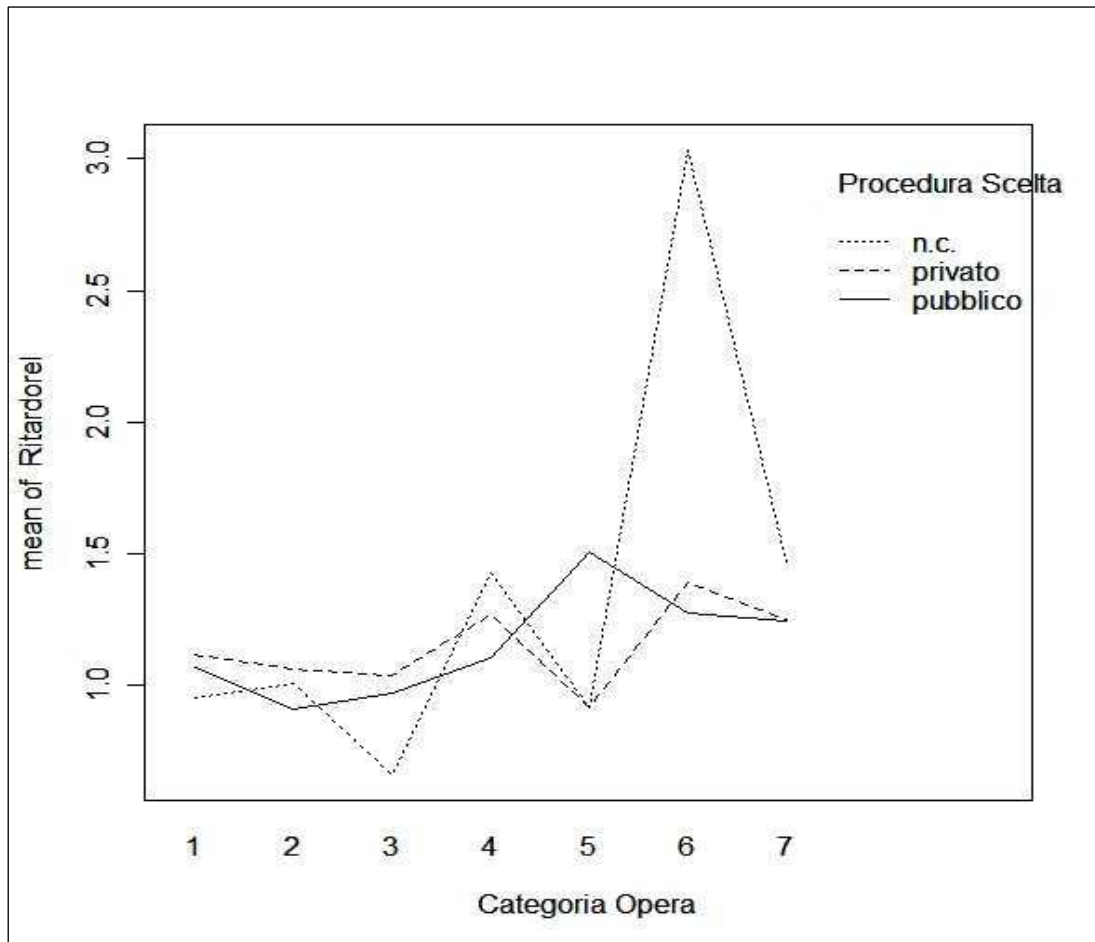 Procedura Scelta
n.c.
privato
pubblico
mean of Ritardorel
3.0
2.5
2.0
1.5
1.0
1 2 3 4 5 6 7
Categoria Opera